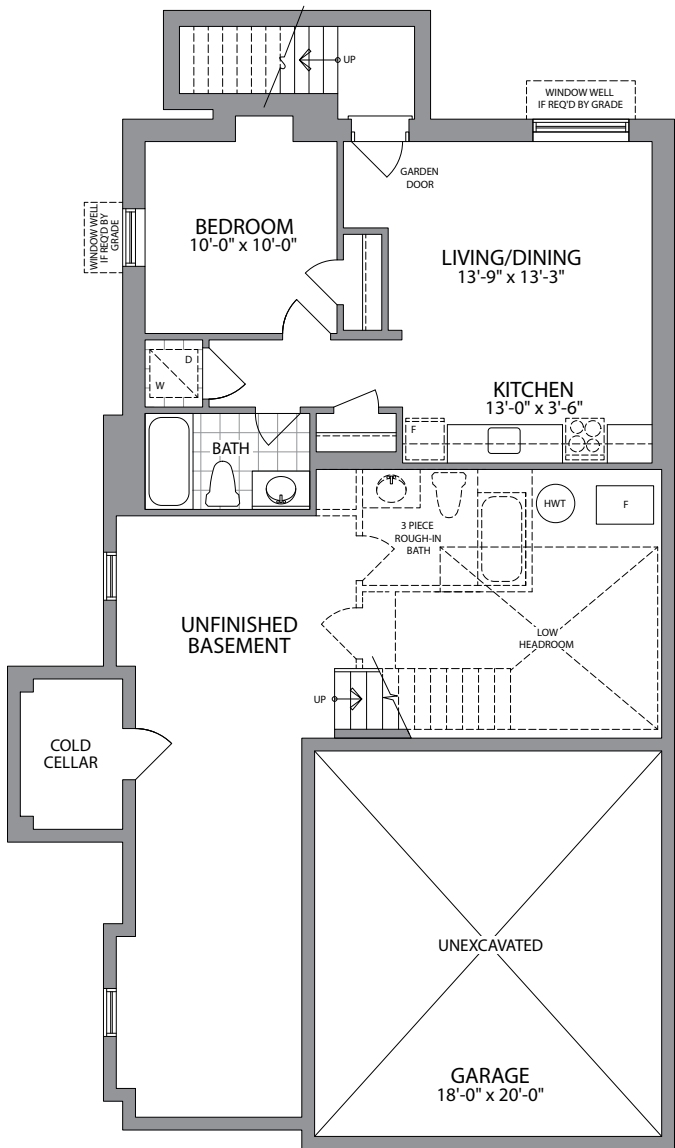 UP
WINDOW WELL
IF REQ'D BY GRADE
GARDEN
DOOR
WINDOW WELL
IF REQ'D BY
GRADE
BEDROOM
10'-0" x 10'-0"
LIVING/DINING
13'-9" x 13'-3"
D
W
KITCHEN
13'-0" x 3'-6"
F
BATH
3 PIECE
ROUGH-IN
BATH
HWT
F
UNFINISHED
BASEMENT
LOW
HEADROOM
UP
COLD
CELLAR
UNEXCAVATED
GARAGE
18'-0" x 20'-0"